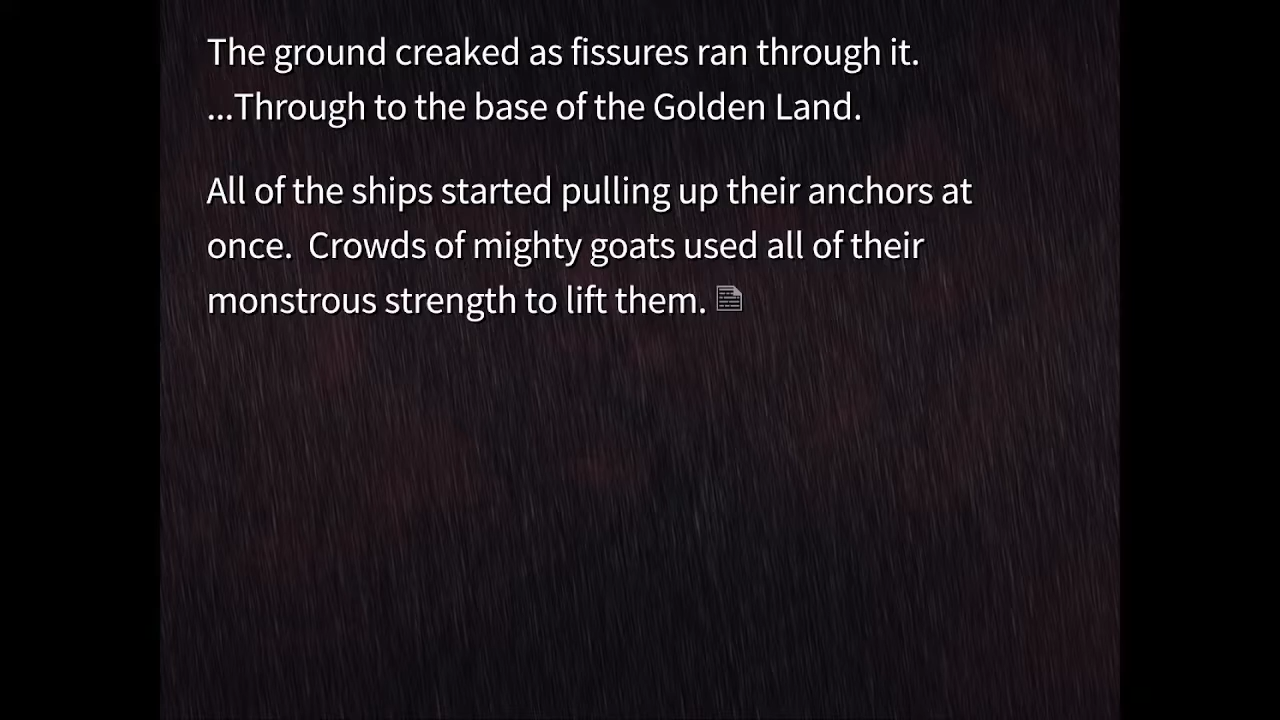 The ground creaked as fissures ran through it.
...Through to the base of the Golden Land.
All of the ships started pulling up their anchors at
once.  Crowds of mighty goats used all of their
monstrous strength to lift them.